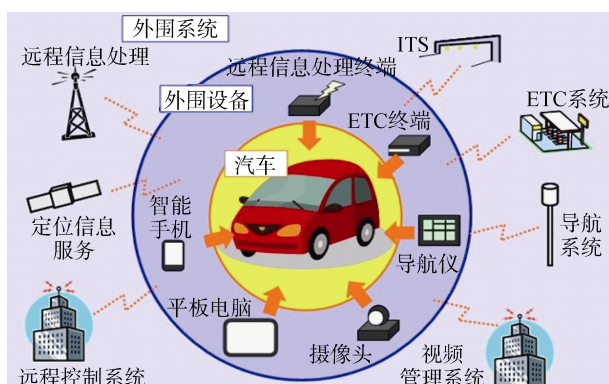 外围系统
远程信息处理
ITS
远程信息处理终端
外围设备
ETC系统
ETC终端
汽车
智能
手机
定位信息
服务
导航仪
导航
系统
平板电脑
摄像头
视频
管理系统
远程控制系统